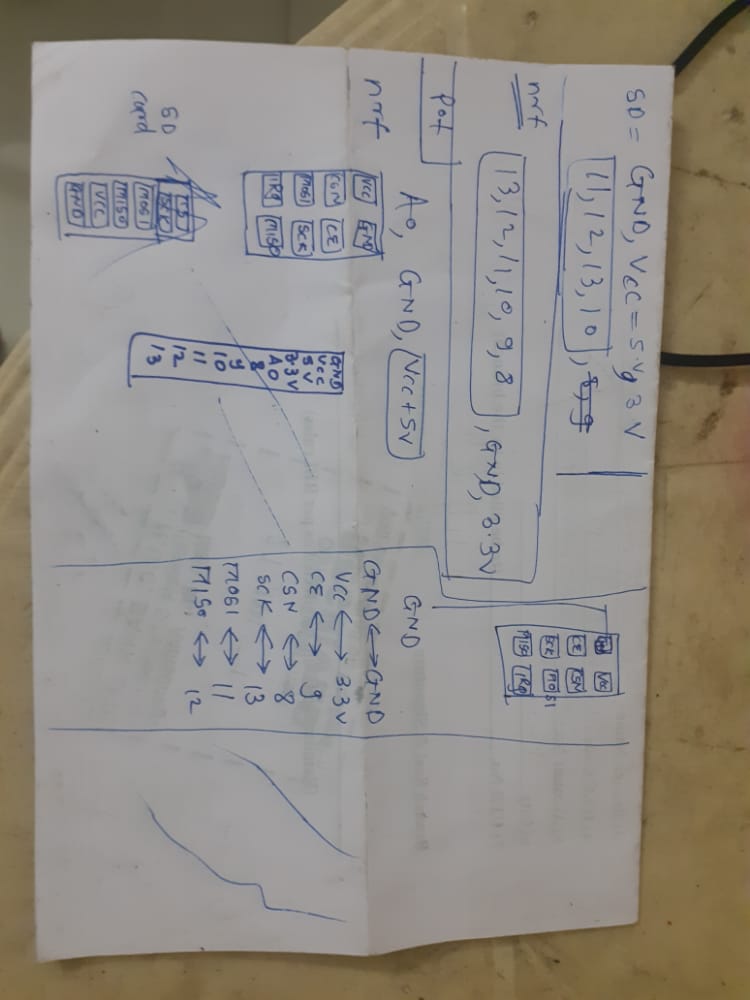 SD = GND, VCC = 5v/g 3V
11, 12, 13, 10, 8, 9
nrf
13, 12, 11, 10, 9, 8, GND, 3.3V
Pot
A0, GND, VCC+5V
nrf
VCC GND
CSN CE
MOSI SCK
IRQ MISO
SD
Card
SCK
MOSI
MISO
VCC
GND
GND
VCC
5V
3.3V
A0
8
9
10
11
12
13
VCC
CE CSN
SCK MOSI
MISO IRQ
GND
GND ↔ GND
VCC ↔ 3.3V
CE ↔ 9
CSN ↔ 8
SCK ↔ 13
MOSI ↔ 11
MISO ↔ 12